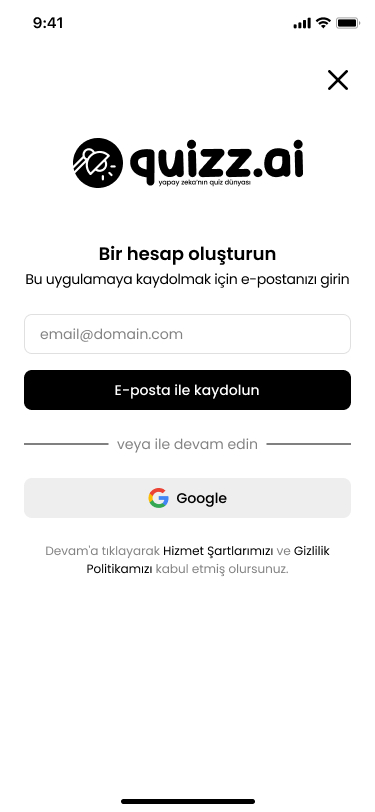 9:41
quizz.ai
yapay zeka'nın quiz dünyası
Bir hesap oluşturun
Bu uygulamaya kaydolmak için e-postanızı girin
email@domain.com
E-posta ile kaydolun
veya ile devam edin
Google
Devam'a tıklayarak Hizmet Şartlarımızı ve Gizlilik
Politikamızı kabul etmiş olursunuz.